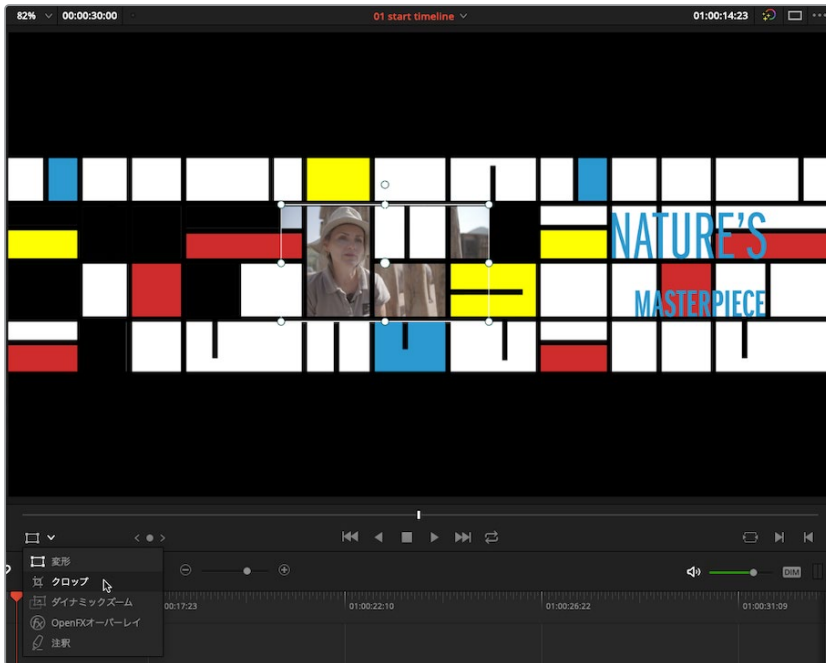 82% 00:00:30:00 01 start timeline 01:00:14:23
NATURE'S
MASTERPIECE
変形
クロップ
ダイナミックズーム
OpenFXオーバーレイ
注釈
DIM
00:17:23 01:00:22:10 01:00:26:22 01:00:31:09